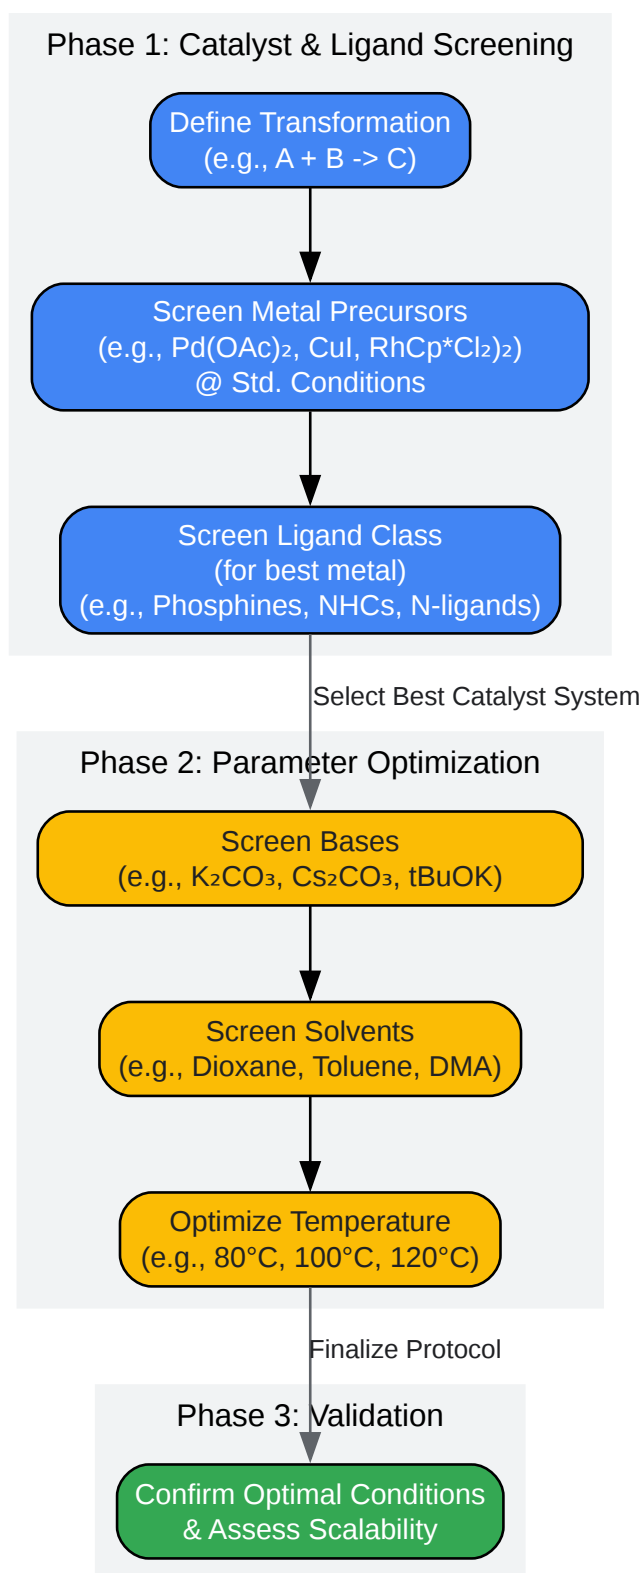 Phase 1: Catalyst & Ligand Screening
Define Transformation
(e.g., A + B -> C)
Screen Metal Precursors
(e.g., Pd(OAc)₂, CuI, RhCp*Cl₂)₂)
@ Std. Conditions
Screen Ligand Class
(for best metal)
(e.g., Phosphines, NHCs, N-ligands)
Select Best Catalyst System
Phase 2: Parameter Optimization
Screen Bases
(e.g., K₂CO₃, Cs₂CO₃, tBuOK)
Screen Solvents
(e.g., Dioxane, Toluene, DMA)
Optimize Temperature
(e.g., 80°C, 100°C, 120°C)
Finalize Protocol
Phase 3: Validation
Confirm Optimal Conditions
& Assess Scalability